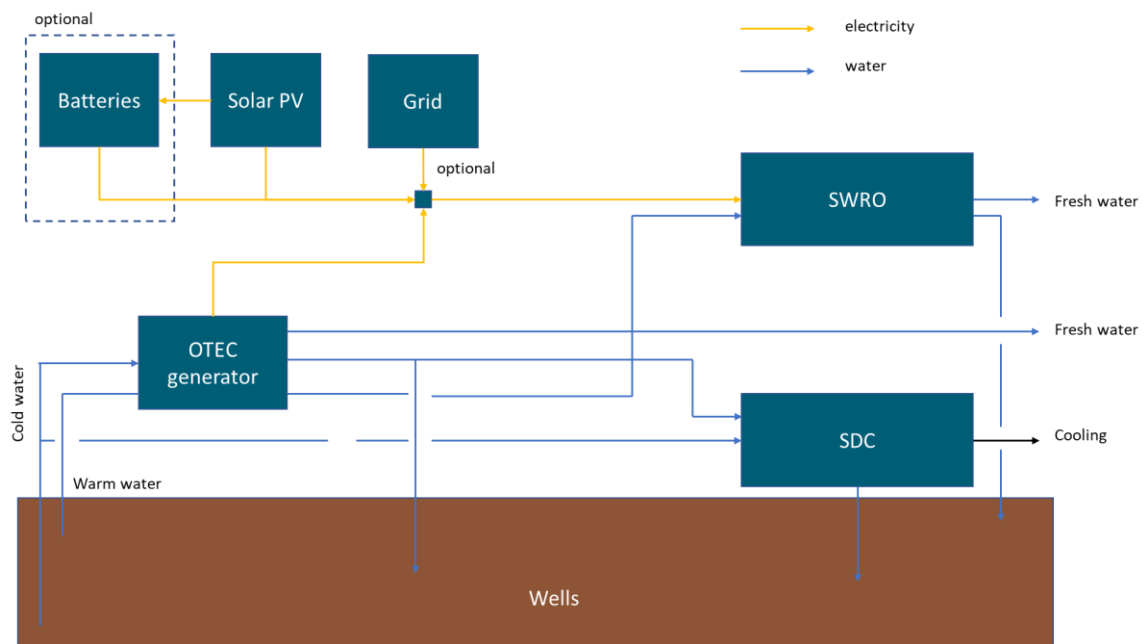 optional
electricity
water
Batteries
Solar PV
Grid
optional
SWRO
Fresh water
OTEC
generator
Fresh water
Cold water
SDC
Cooling
Warm water
Wells